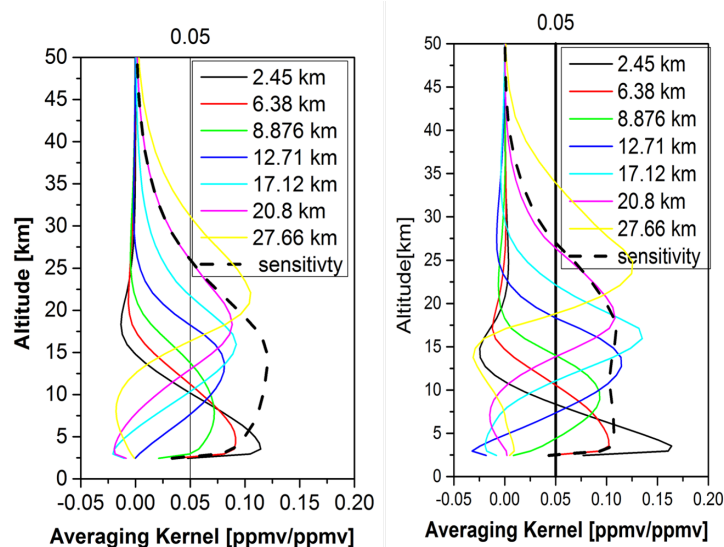 0.05
50
45
40
35
30
25
20
15
10
5
0
Altitude [km]
2.45 km
6.38 km
8.876 km
12.71 km
17.12 km
20.8 km
27.66 km
sensitivty
-0.05 0.00 0.05 0.10 0.15 0.20
Averaging Kernel [ppmv/ppmv]
0.05
50
45
40
35
30
25
20
15
10
5
0
Altitude[km]
2.45 km
6.38 km
8.876 km
12.71 km
17.12 km
20.8 km
27.66 km
sensitivty
-0.05 0.00 0.05 0.10 0.15 0.20
Averaging Kernel [ppmv/ppmv]